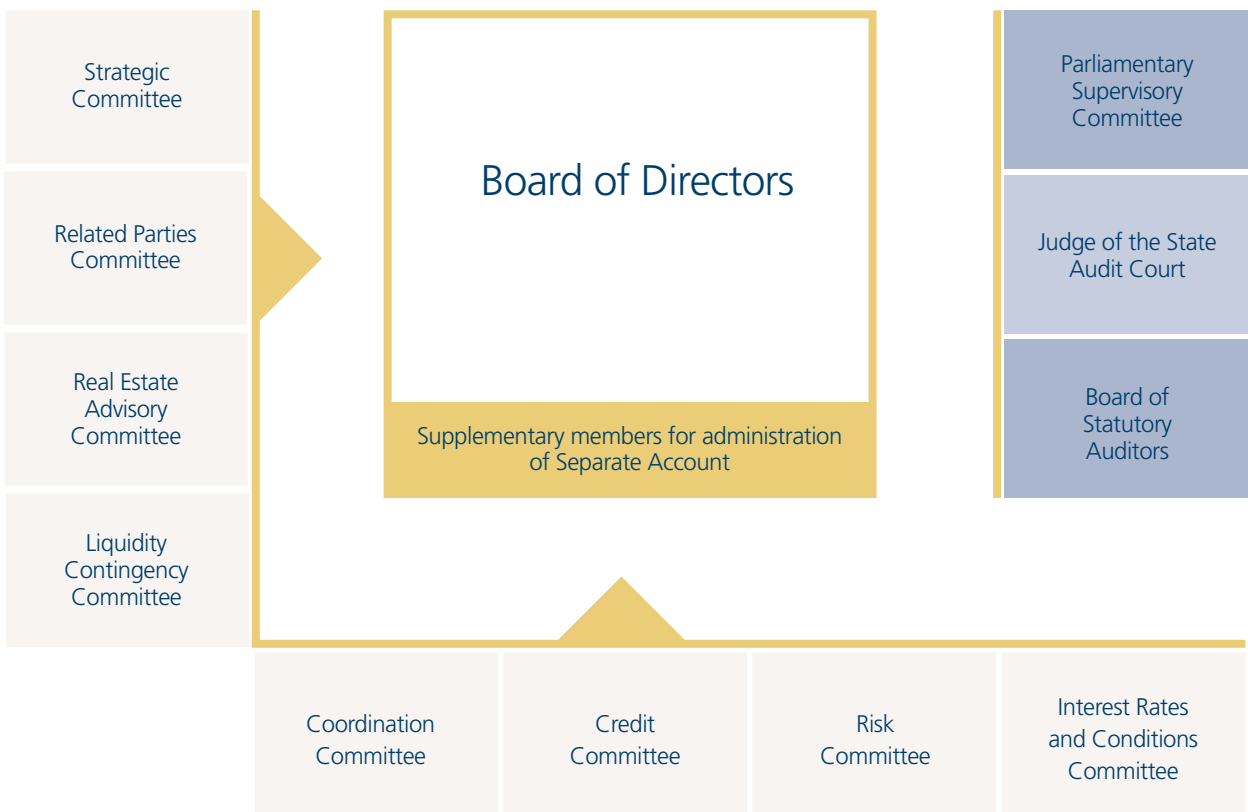 Strategic
Committee
Related Parties
Committee
Real Estate
Advisory
Committee
Liquidity
Contingency
Committee
Board of Directors
Supplementary members for administration
of Separate Account
Parliamentary
Supervisory
Committee
Judge of the State
Audit Court
Board of
Statutory
Auditors
Coordination
Committee
Credit
Committee
Risk
Committee
Interest Rates
and Conditions
Committee